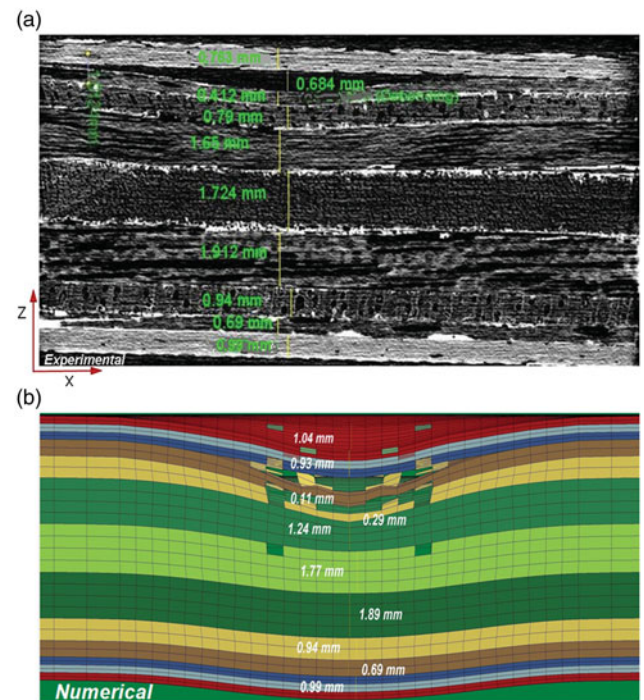 (a)
0.684 mm
0.412 mm
(Debonding)
0.79 mm
1.66 mm
1.724 mm
1.912 mm
0.94 mm
0.69 mm
0.99 mm
Z
Experimental
X
(b)
1.04 mm
0.93 mm
0.11 mm
0.29 mm
1.24 mm
1.77 mm
1.89 mm
0.94 mm
0.69 mm
0.99 mm
Numerical